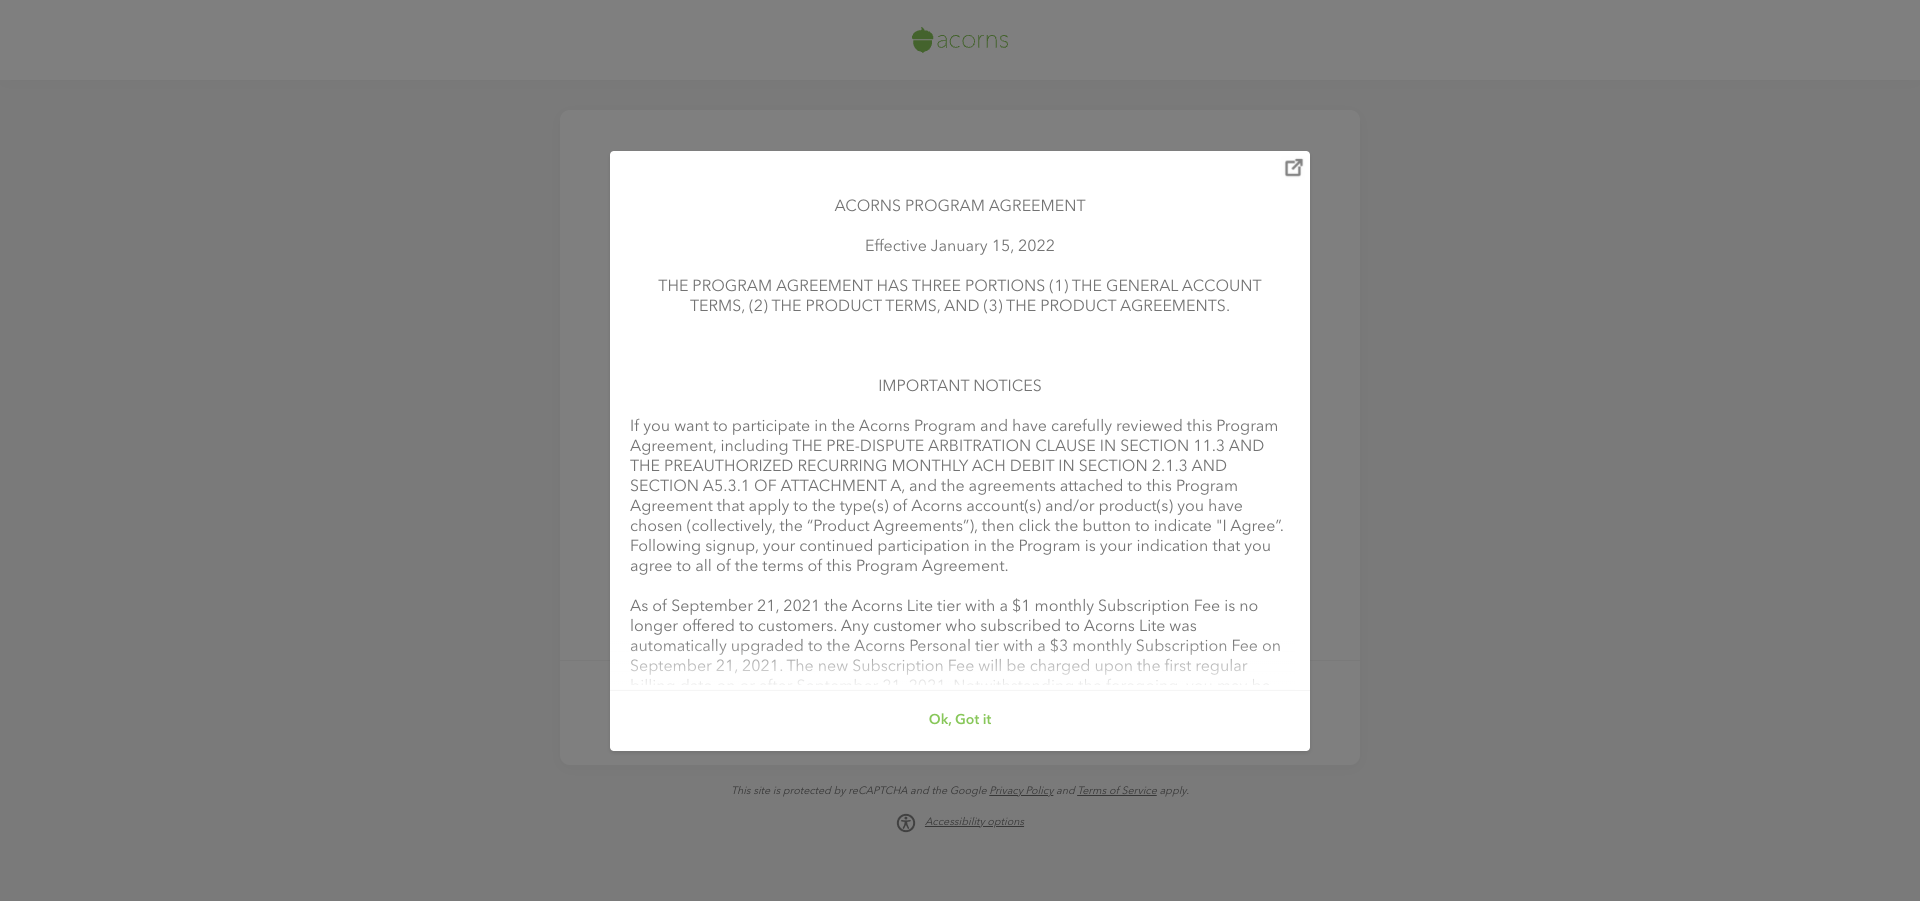 acorns
ACORNS PROGRAM AGREEMENT
Effective January 15, 2022
THE PROGRAM AGREEMENT HAS THREE PORTIONS (1) THE GENERAL ACCOUNT
TERMS, (2) THE PRODUCT TERMS, AND (3) THE PRODUCT AGREEMENTS.
IMPORTANT NOTICES
If you want to participate in the Acorns Program and have carefully reviewed this Program
Agreement, including THE PRE-DISPUTE ARBITRATION CLAUSE IN SECTION 11.3 AND
THE PREAUTHORIZED RECURRING MONTHLY ACH DEBIT IN SECTION 2.1.3 AND
SECTION A5.3.1 OF ATTACHMENT A, and the agreements attached to this Program
Agreement that apply to the type(s) of Acorns account(s) and/or product(s) you have
chosen (collectively, the “Product Agreements”), then click the button to indicate "I Agree”.
Following signup, your continued participation in the Program is your indication that you
agree to all of the terms of this Program Agreement.
As of September 21, 2021 the Acorns Lite tier with a $1 monthly Subscription Fee is no
longer offered to customers. Any customer who subscribed to Acorns Lite was
automatically upgraded to the Acorns Personal tier with a $3 monthly Subscription Fee on
September 21, 2021. The new Subscription Fee will be charged upon the first regular
Ok, Got it
This site is protected by reCAPTCHA and the Google Privacy Policy and Terms of Service apply.
Accessibility options